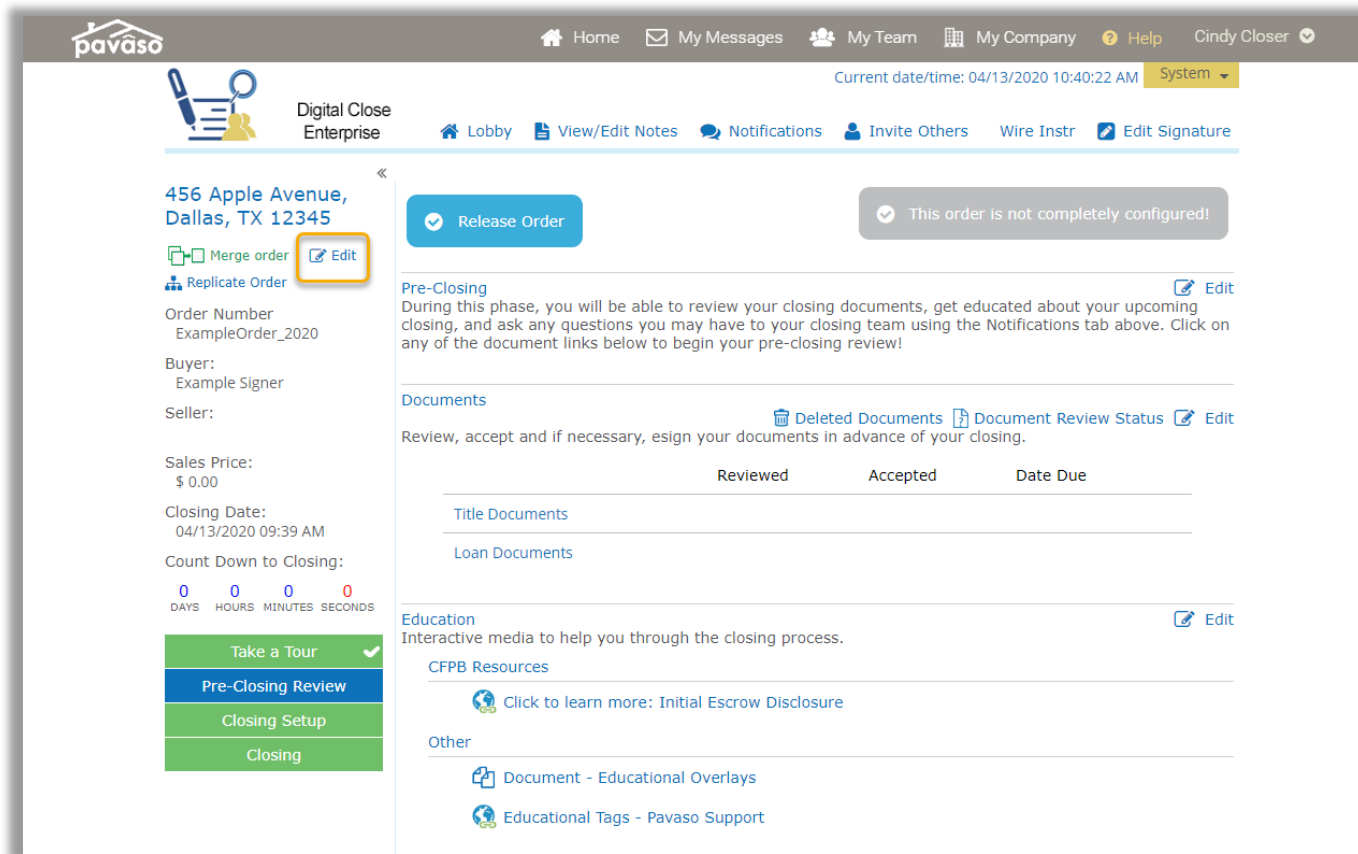 pavaso Home My Messages My Team My Company Help Cindy Closer
Current date/time: 04/13/2020 10:40:22 AM System
Digital Close
Enterprise
Lobby View/Edit Notes Notifications Invite Others Wire Instr Edit Signature
«
456 Apple Avenue,
Dallas, TX 12345
Merge order Edit
Replicate Order
Order Number
ExampleOrder_2020
Buyer:
Example Signer
Seller:
Sales Price:
$ 0.00
Closing Date:
04/13/2020 09:39 AM
Count Down to Closing:
0 0 0 0
DAYS HOURS MINUTES SECONDS
Take a Tour
Pre-Closing Review
Closing Setup
Closing
Release Order
This order is not completely configured!
Pre-Closing Edit
During this phase, you will be able to review your closing documents, get educated about your upcoming
closing, and ask any questions you may have to your closing team using the Notifications tab above. Click on
any of the document links below to begin your pre-closing review!
Documents
Deleted Documents Document Review Status Edit
Review, accept and if necessary, esign your documents in advance of your closing.
Reviewed Accepted Date Due
Title Documents
Loan Documents
Education Edit
Interactive media to help you through the closing process.
CFPB Resources
Click to learn more: Initial Escrow Disclosure
Other
Document - Educational Overlays
Educational Tags - Pavaso Support